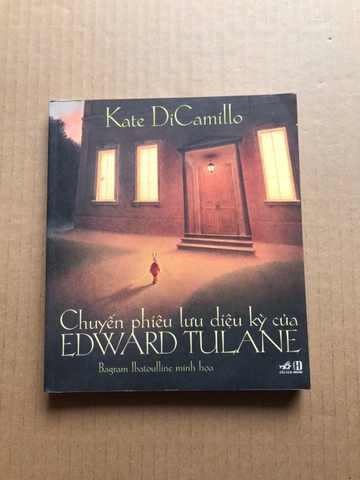 Kate DiCamillo
Chuyến phiêu lưu diệu kỳ của
EDWARD TULANE
Bagram Ibatoulline minh họa